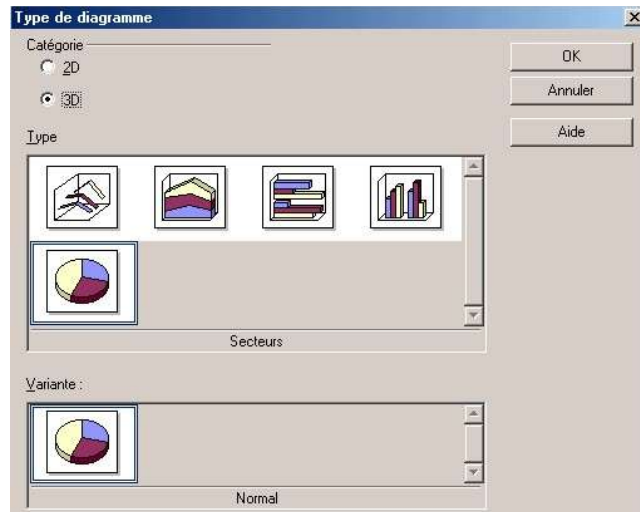 Type de diagramme
Catégorie
2D
3D
OK
Annuler
Aide
Type
Secteurs
Variante :
Normal